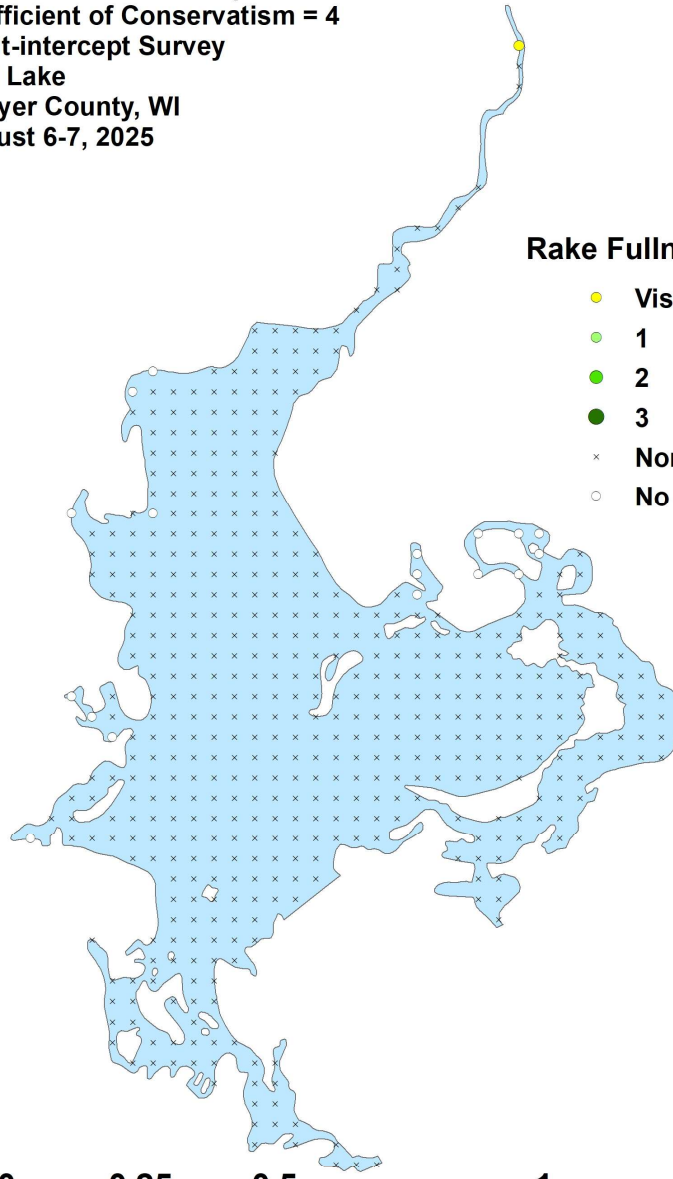 fficient of Conservatism = 4
t-intercept Survey
Lake
yer County, WI
ust 6-7, 2025
Rake Fulln
Vis
1
2
3
Nor
No
0.25
0.5
1